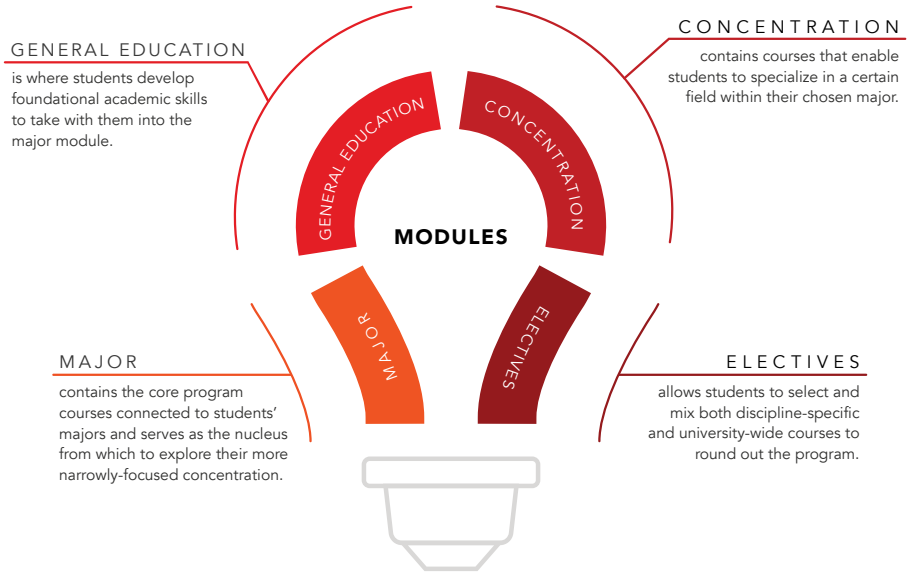 GENERAL EDUCATION
is where students develop
foundational academic skills
to take with them into the
major module.
CONCENTRATION
contains courses that enable
students to specialize in a certain
field within their chosen major.
GENERAL EDUCATION
CONCENTRATION
MODULES
MAJOR
ELECTIVES
MAJOR
contains the core program
courses connected to students’
majors and serves as the nucleus
from which to explore their more
narrowly-focused concentration.
ELECTIVES
allows students to select and
mix both discipline-specific
and university-wide courses to
round out the program.